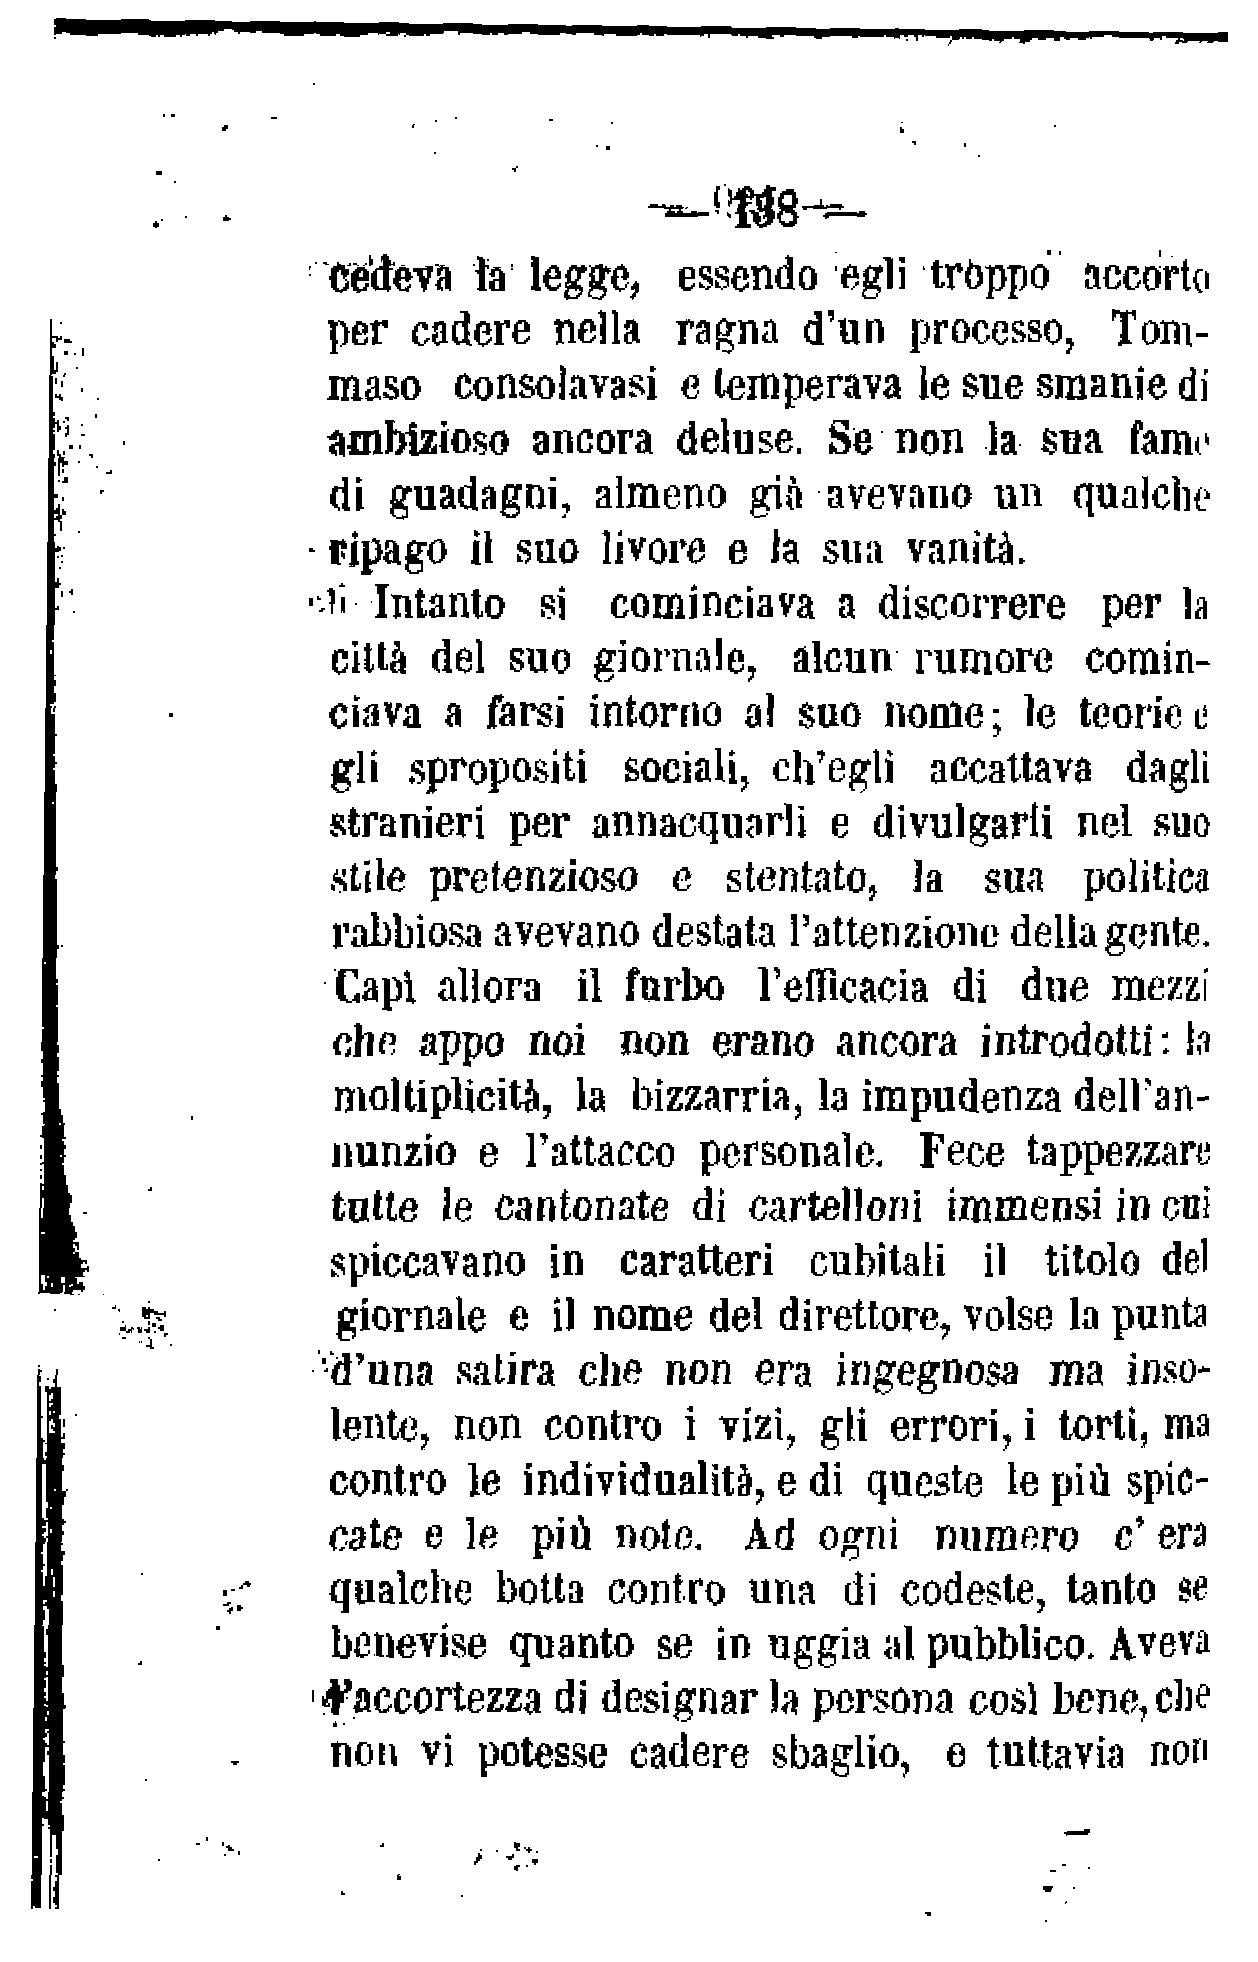 — 138 —
cedeva la legge, essendo egli troppo accorto
per cadere nella ragna d'un processo, Tom-
maso consolavasi e temperava le sue smanie di
ambizioso ancora deluse. Se non la sua fame
di guadagni, almeno già avevano un qualche
ripago il suo livore e la sua vanità.
Intanto si cominciava a discorrere per la
città del suo giornale, alcun rumore comin-
ciava a farsi intorno al suo nome; le teorie e
gli spropositi sociali, ch'egli accattava dagli
stranieri per annacquarli e divulgarli nel suo
stile pretenzioso e stentato, la sua politica
rabbiosa avevano destata l'attenzione della gente.
Capì allora il furbo l'efficacia di due mezzi
che appo noi non erano ancora introdotti: la
moltiplicità, la bizzarria, la impudenza dell'an-
nunzio e l'attacco personale. Fece tappezzare
tutte le cantonate di cartelloni immensi in cui
spiccavano in caratteri cubitali il titolo del
giornale e il nome del direttore, volse la punta
d'una satira che non era ingegnosa ma inso-
lente, non contro i vizi, gli errori, i torti, ma
contro le individualità, e di queste le più spic-
cate e le più note. Ad ogni numero c' era
qualche botta contro una di codeste, tanto se
benevise quanto se in uggia al pubblico. Aveva
l'accortezza di designar la persona così bene, che
non vi potesse cadere sbaglio, e tuttavia non